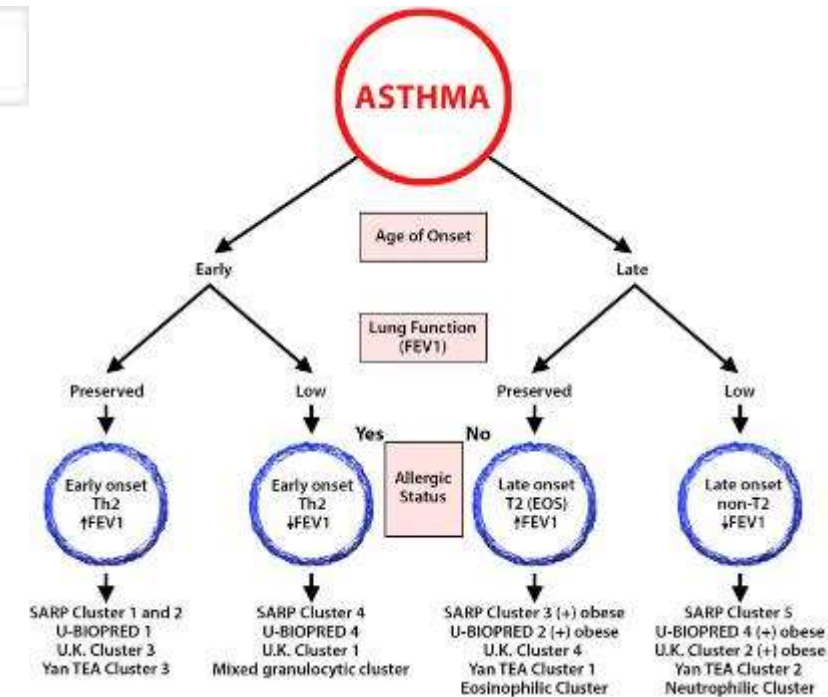 ASTHMA
Age of Onset
Early
Late
Lung Function
(FEV1)
Preserved
Low
Preserved
Low
Yes
No
Allergic
Status
Early onset
Th2
↑FEV1
Early onset
Th2
↓FEV1
Late onset
T2 (EOS)
↑FEV1
Late onset
non-T2
↓FEV1
SARP Cluster 1 and 2
U-BIOPRED 1
U.K. Cluster 3
Yan TEA Cluster 3
SARP Cluster 4
U-BIOPRED 4
U.K. Cluster 1
Mixed granulocytic cluster
SARP Cluster 3 (+) obese
U-BIOPRED 2 (+) obese
U.K. Cluster 4
Yan TEA Cluster 1
Eosinophilic Cluster
SARP Cluster 5
U-BIOPRED 4 (+) obese
U.K. Cluster 2 (+) obese
Yan TEA Cluster 2
Neutrophilic Cluster